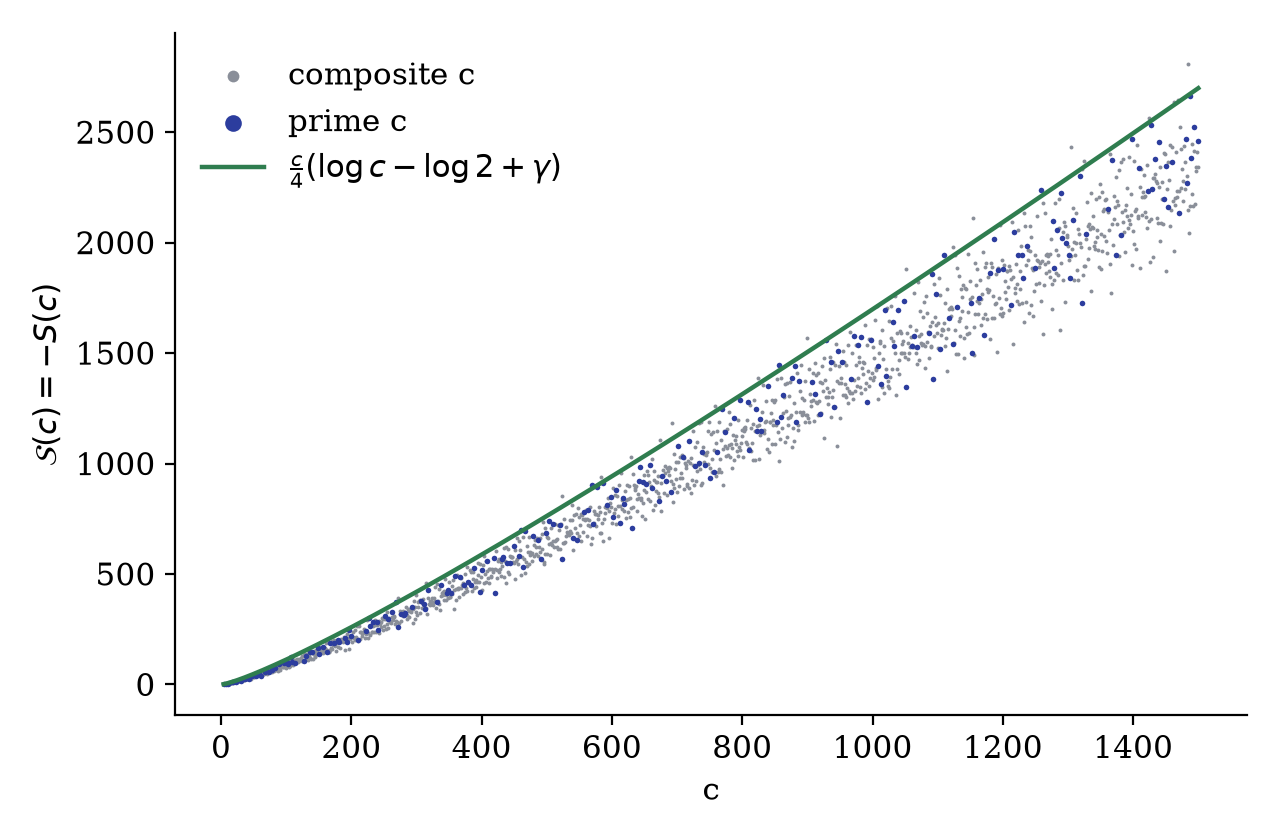 composite c
prime c
c/4 (log c − log 2 + γ)
𝒮(c) = −S(c)
2500
2000
1500
1000
500
0
0 200 400 600 800 1000 1200 1400
c